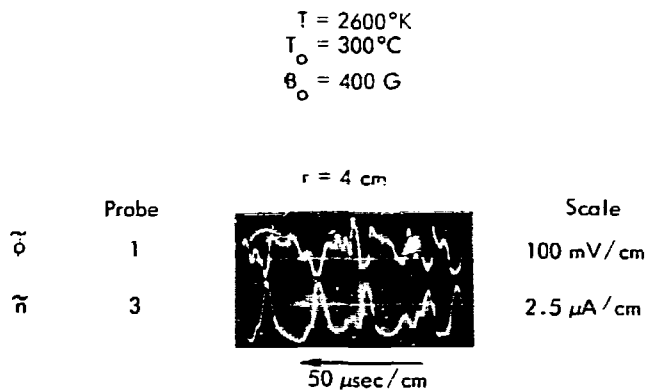 T = 2600°K
T₀ = 300°C
B₀ = 400 G
r = 4 cm
Probe Scale
φ̃ 1 100 mV/cm
ñ 3 2.5 μA/cm
50 μsec/cm